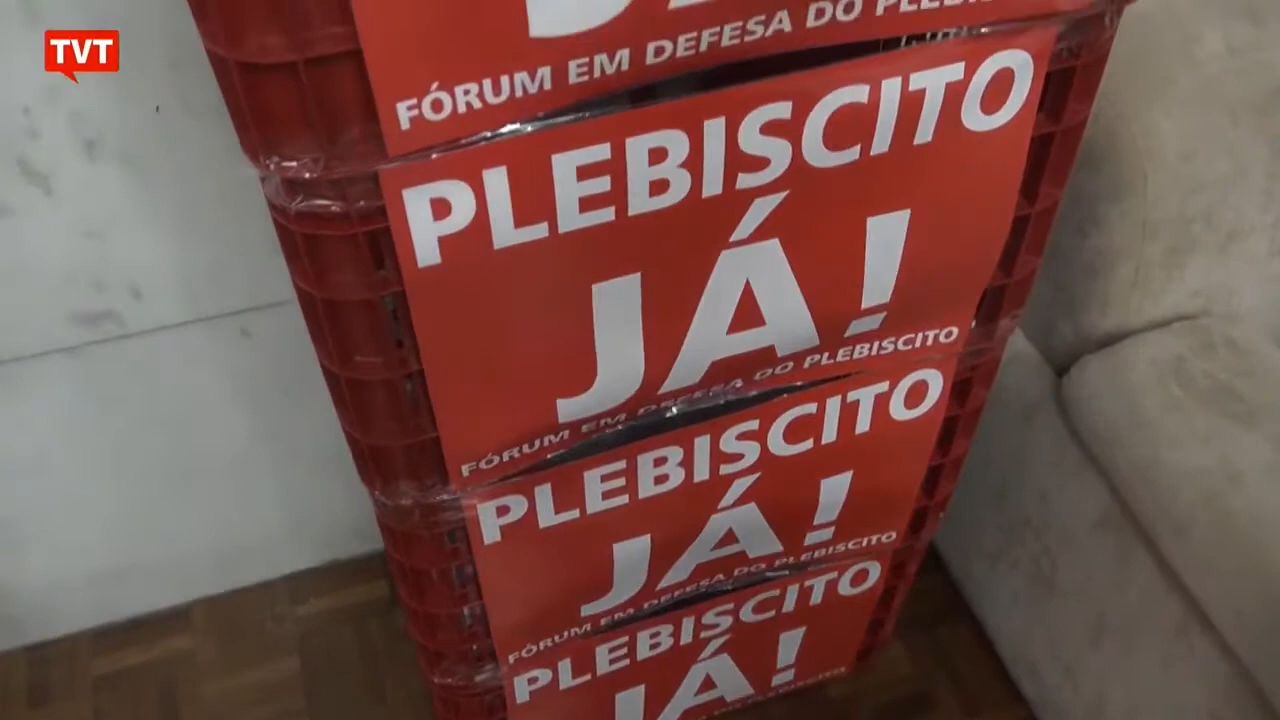 TVT
FÓRUM EM DEFESA DO
PLEBISCITO
JÁ!
FÓRUM EM DEFESA DO PLEBISCITO
PLEBISCITO
JÁ!
FÓRUM EM DEFESA DO PLEBISCITO
PLEBISCITO
JÁ!